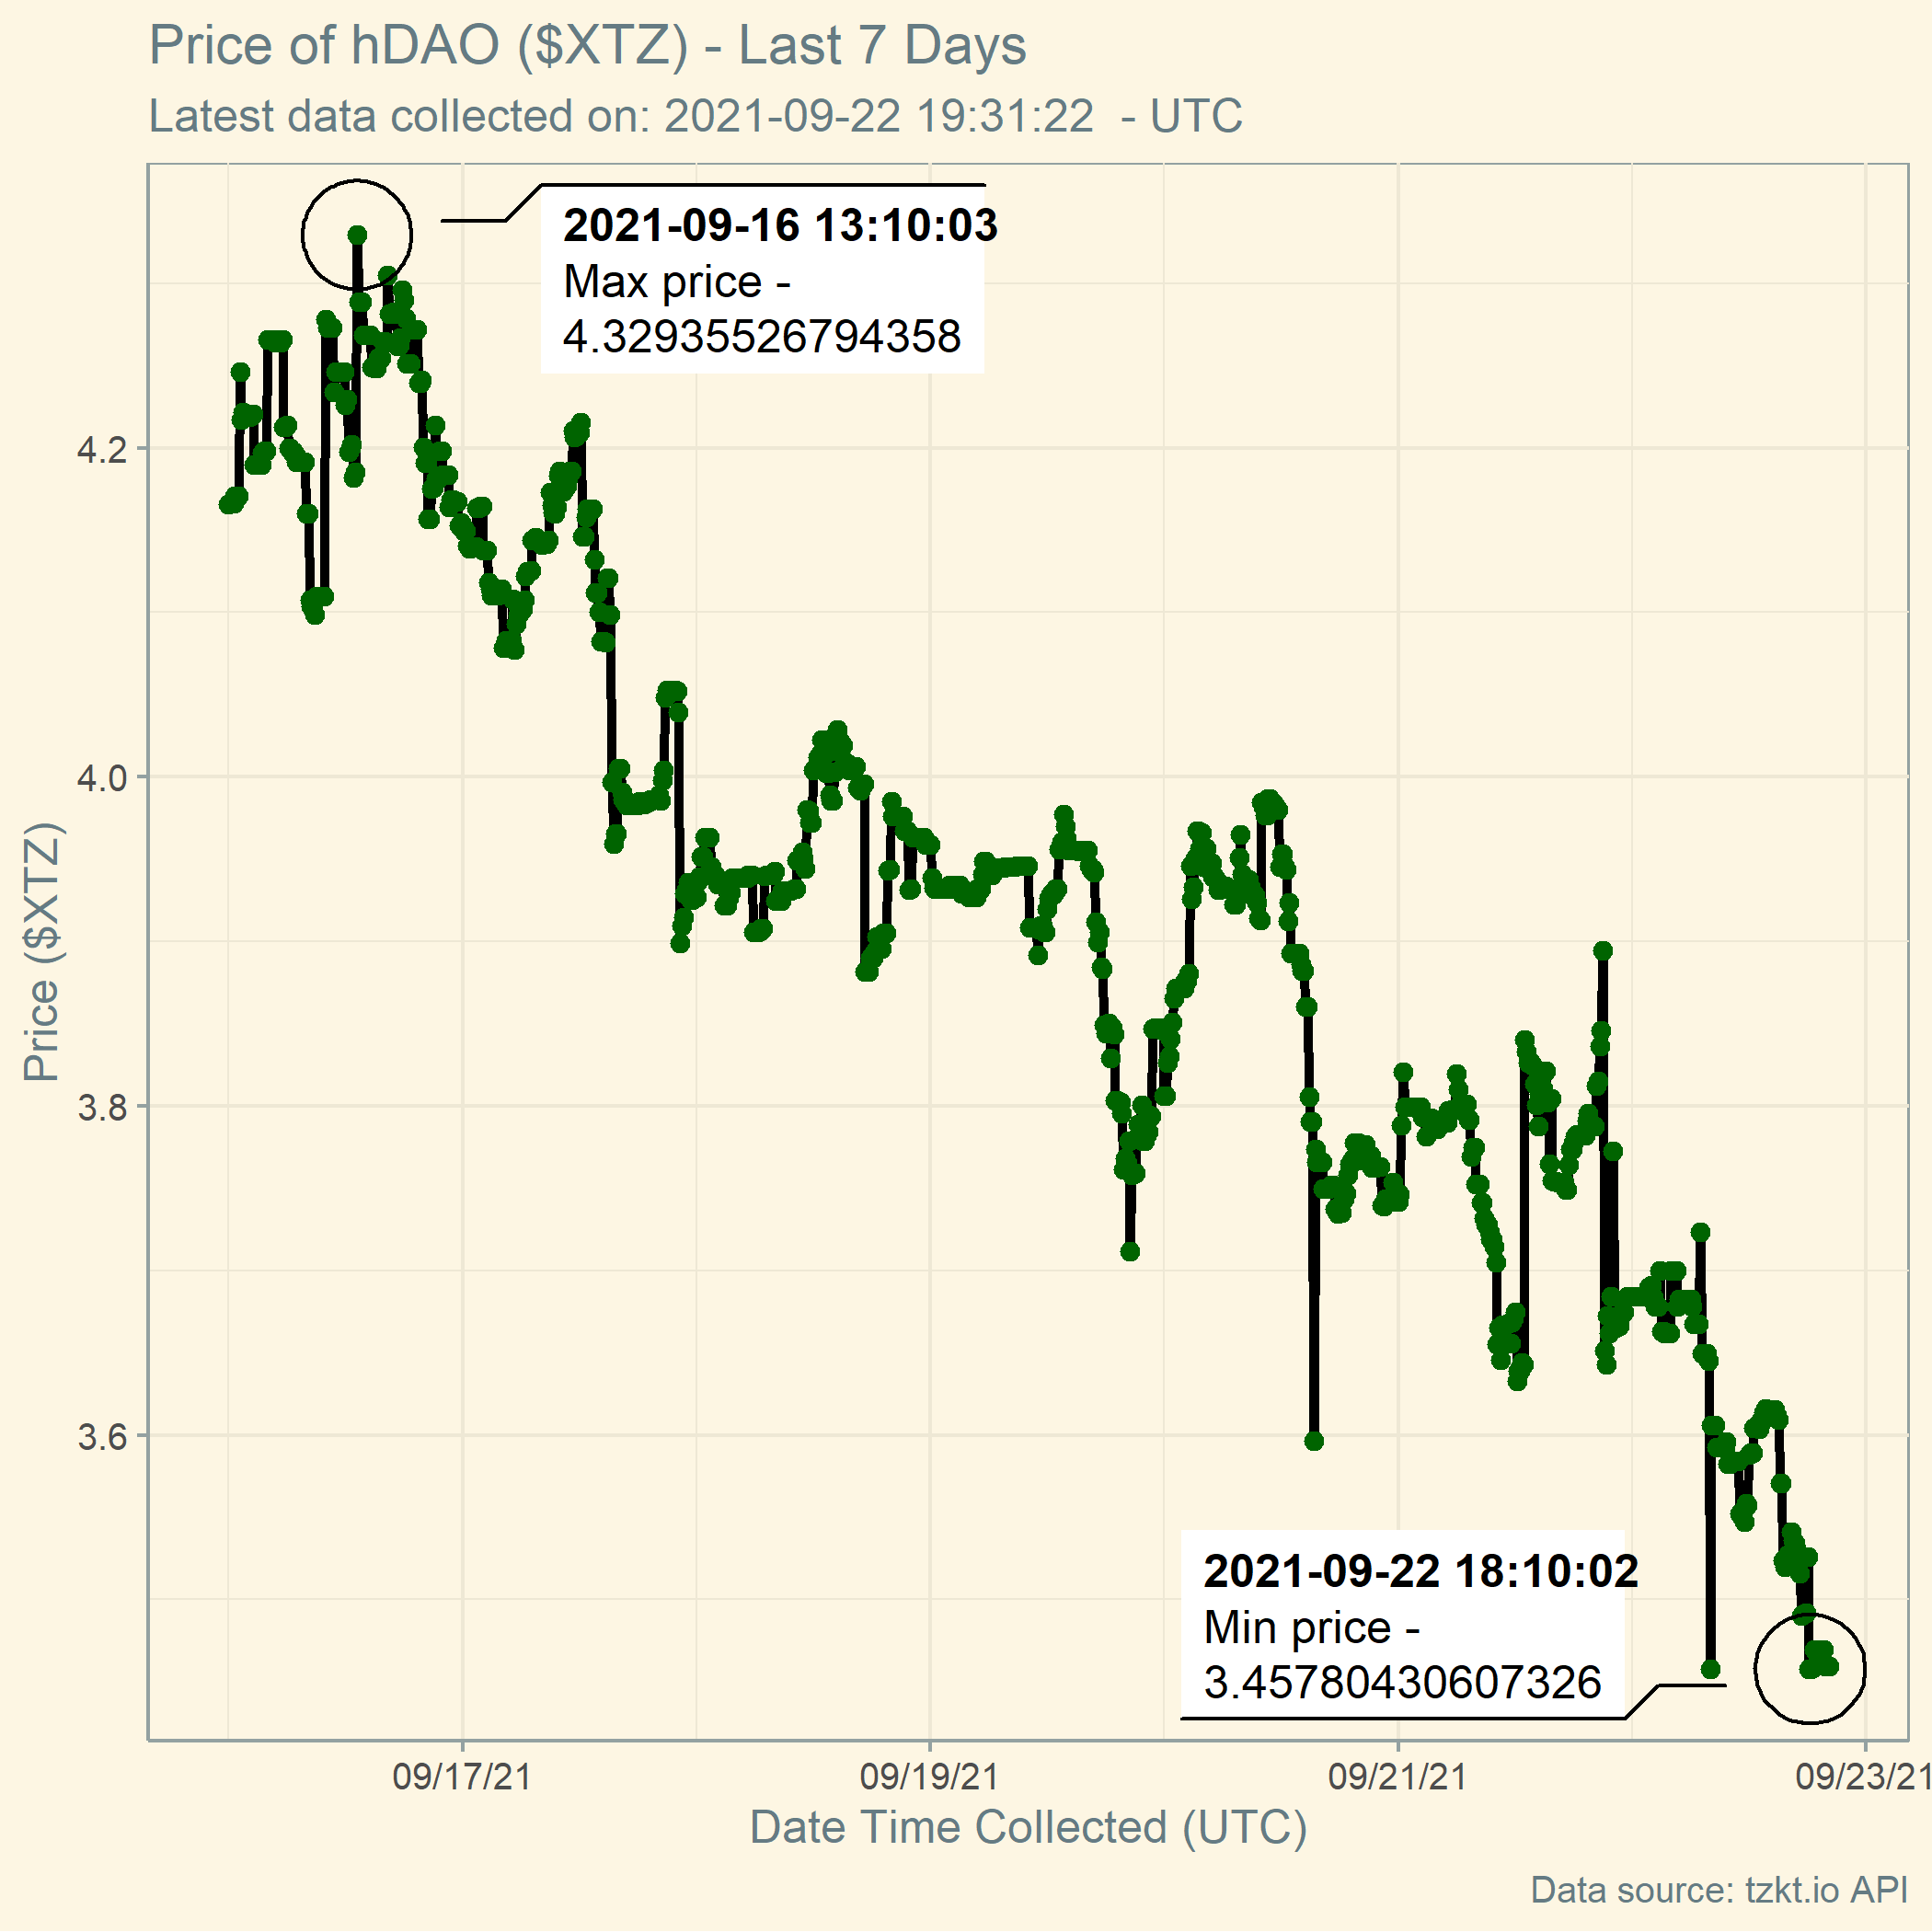 Price of hDAO ($XTZ) - Last 7 Days
Latest data collected on: 2021-09-22 19:31:22  - UTC
2021-09-16 13:10:03
Max price -
4.32935526794358
4.2
4.0
3.8
3.6
Price ($XTZ)
2021-09-22 18:10:02
Min price -
3.45780430607326
09/17/21
09/19/21
09/21/21
09/23/21
Date Time Collected (UTC)
Data source: tzkt.io API